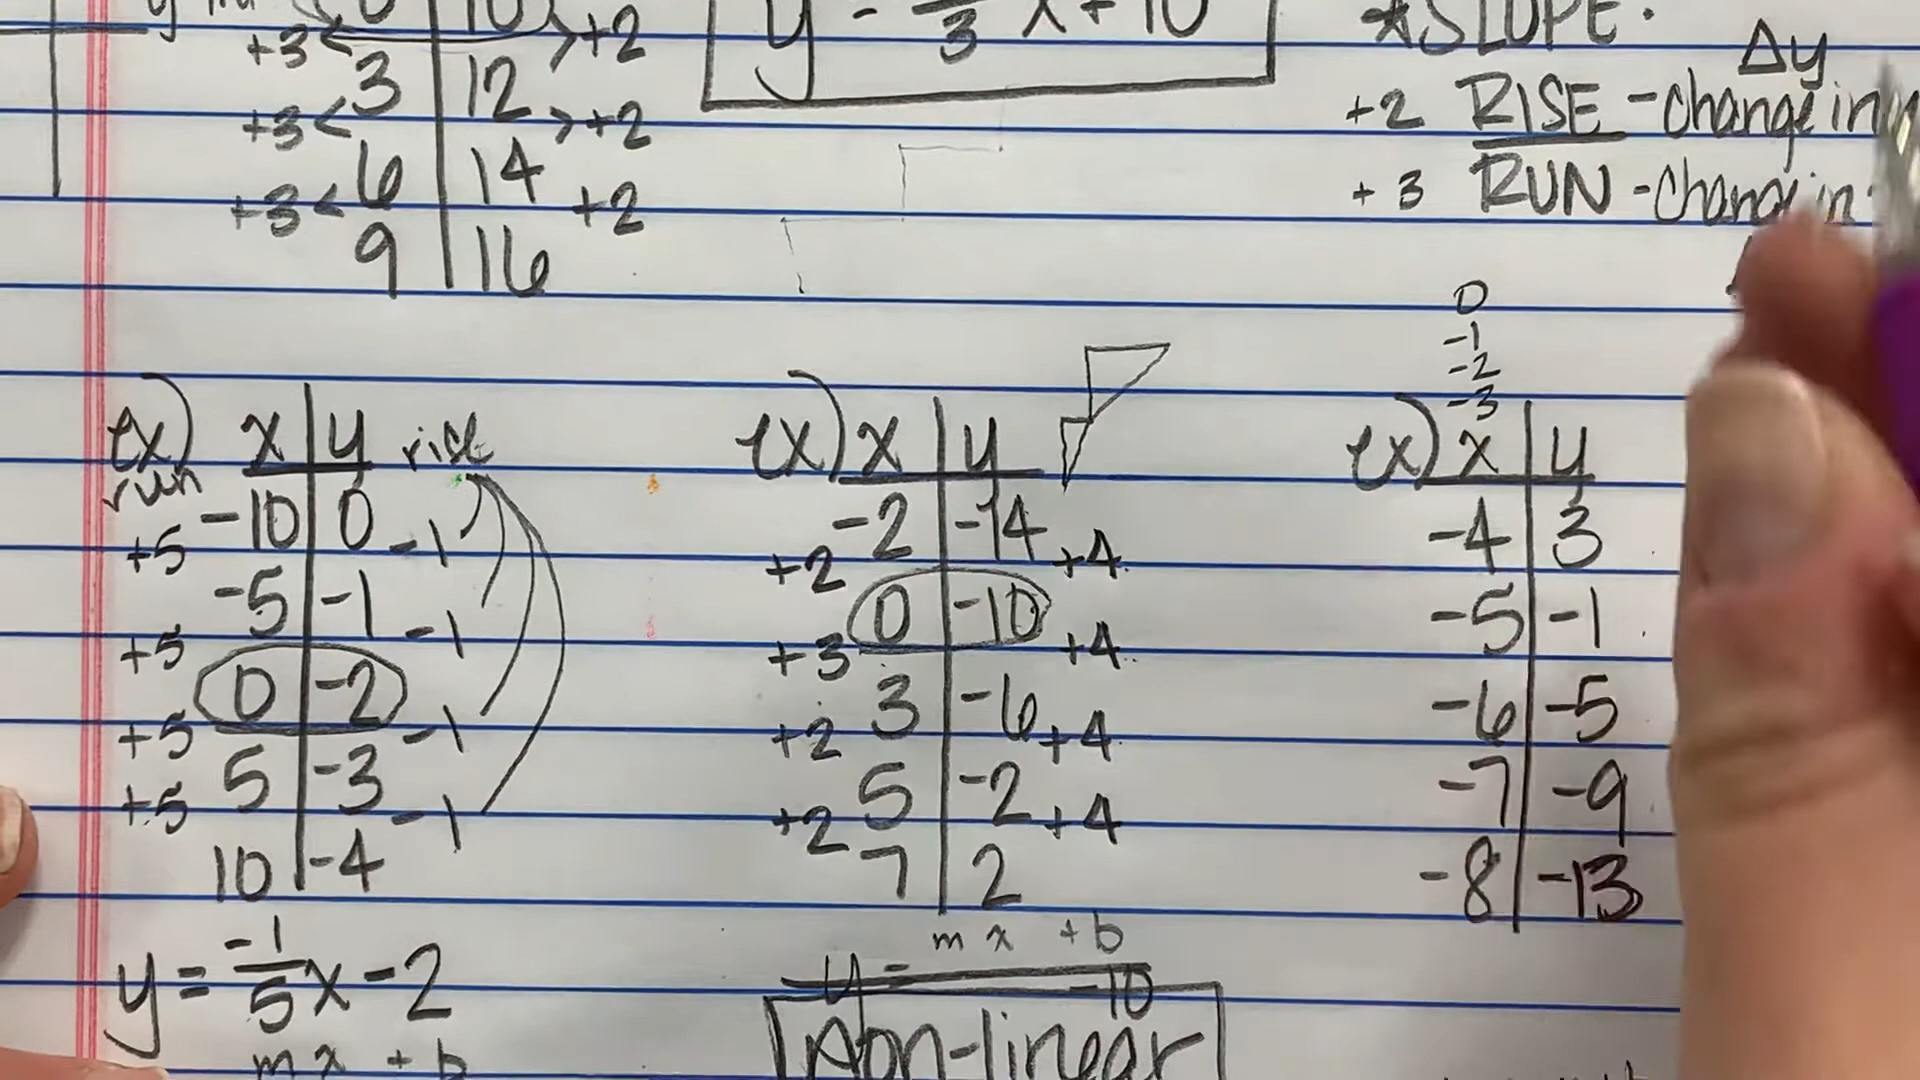 +3 0 10 +2
y = /3 x + 10
*SLOPE:
Δy
3 12
+3 +2
+2 RISE - change in
6 14
+3 +2
+3 RUN - change in
9 16
0
-1
-2
-3
ex) x y rise
run
-10 0
+5 -1
-5 -1
+5 -1
0 -2
+5 -1
5 -3
+5 -1
10 -4
y = -1/5 x - 2
m x + b
ex) x y
-2 -14
+2 +4
0 -10
+3 +4
3 -6
+2 +4
5 -2
+2 +4
7 2
m x + b
y = -10
Non-linear
ex) x y
-4 3
-5 -1
-6 -5
-7 -9
-8 -13